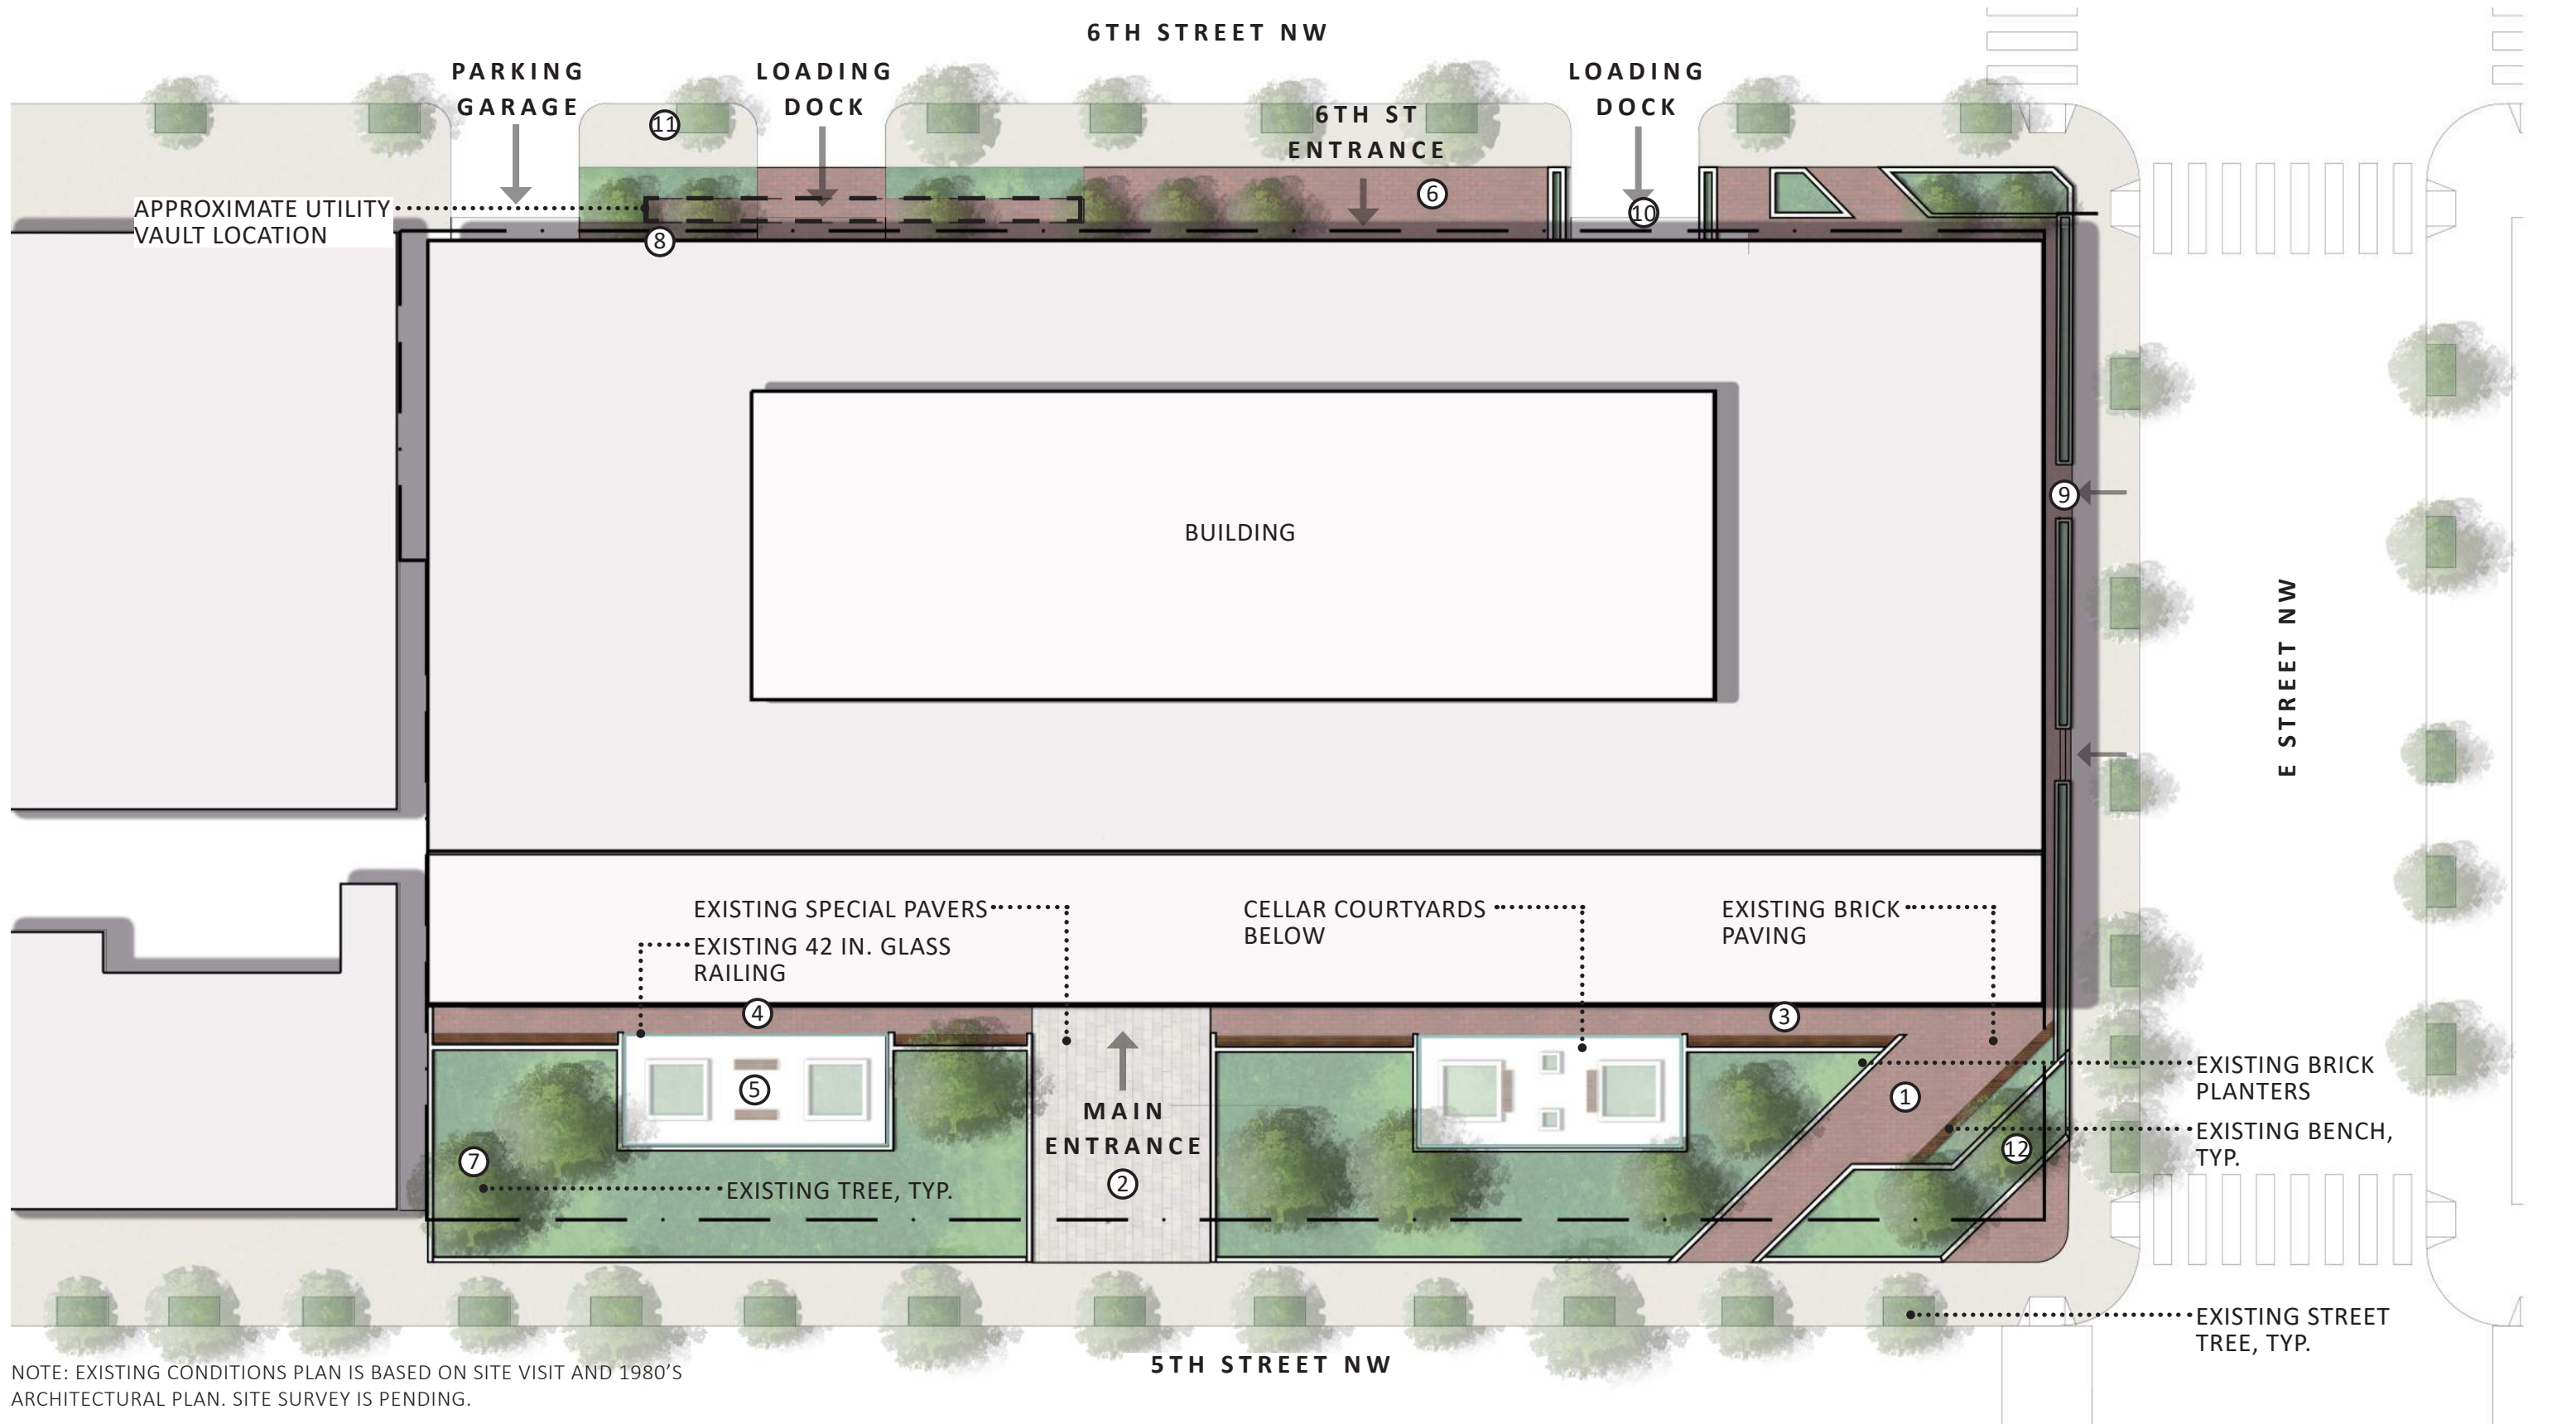 6TH STREET NW
PARKING
GARAGE
LOADING
DOCK
LOADING
DOCK
6TH ST
ENTRANCE
11
6
10
APPROXIMATE UTILITY
VAULT LOCATION
8
9
BUILDING
E STREET NW
EXISTING SPECIAL PAVERS
EXISTING 42 IN. GLASS
RAILING
CELLAR COURTYARDS
BELOW
EXISTING BRICK
PAVING
4
3
5
1
MAIN
ENTRANCE
2
7
12
EXISTING TREE, TYP.
EXISTING BRICK
PLANTERS
EXISTING BENCH,
TYP.
EXISTING STREET
TREE, TYP.
5TH STREET NW
NOTE: EXISTING CONDITIONS PLAN IS BASED ON SITE VISIT AND 1980'S
ARCHITECTURAL PLAN. SITE SURVEY IS PENDING.